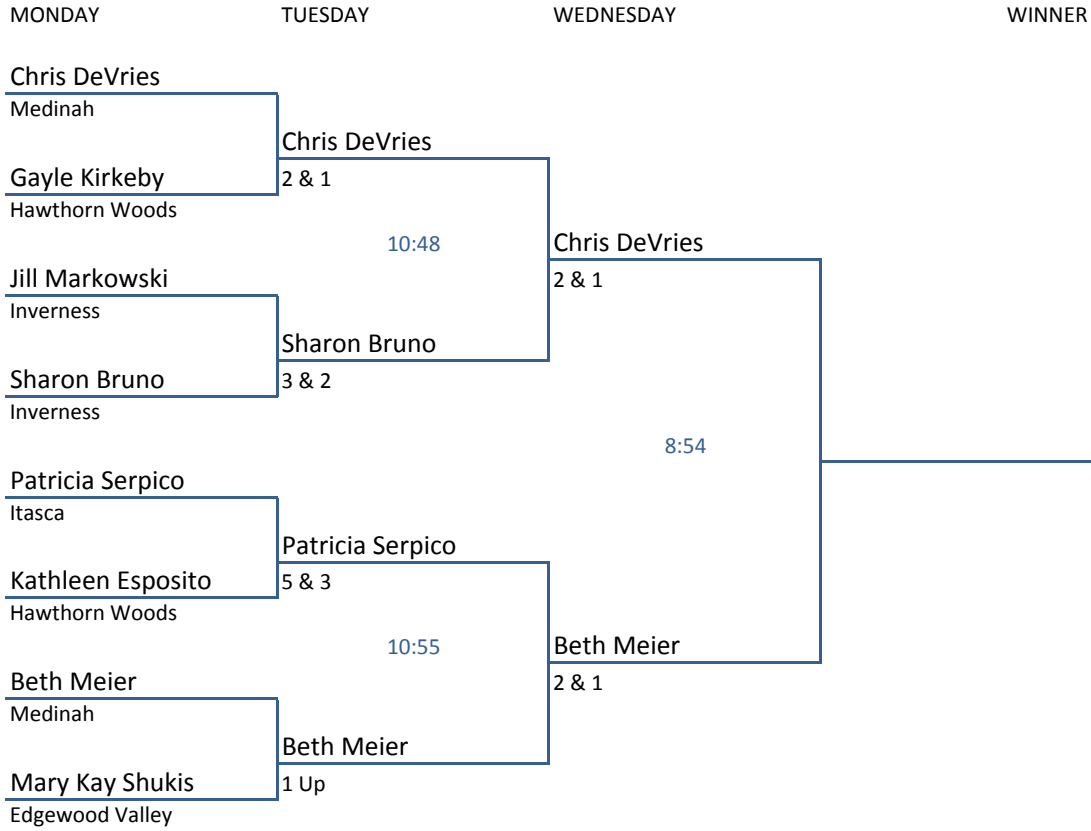 MONDAY TUESDAY WEDNESDAY WINNER
Chris DeVries
Medinah
Chris DeVries
Gayle Kirkeby 2 & 1
Hawthorn Woods
10:48 Chris DeVries
Jill Markowski 2 & 1
Inverness
Sharon Bruno
Sharon Bruno 3 & 2
Inverness
8:54
Patricia Serpico
Itasca
Patricia Serpico
Kathleen Esposito 5 & 3
Hawthorn Woods
10:55 Beth Meier
Beth Meier 2 & 1
Medinah
Beth Meier
Mary Kay Shukis 1 Up
Edgewood Valley